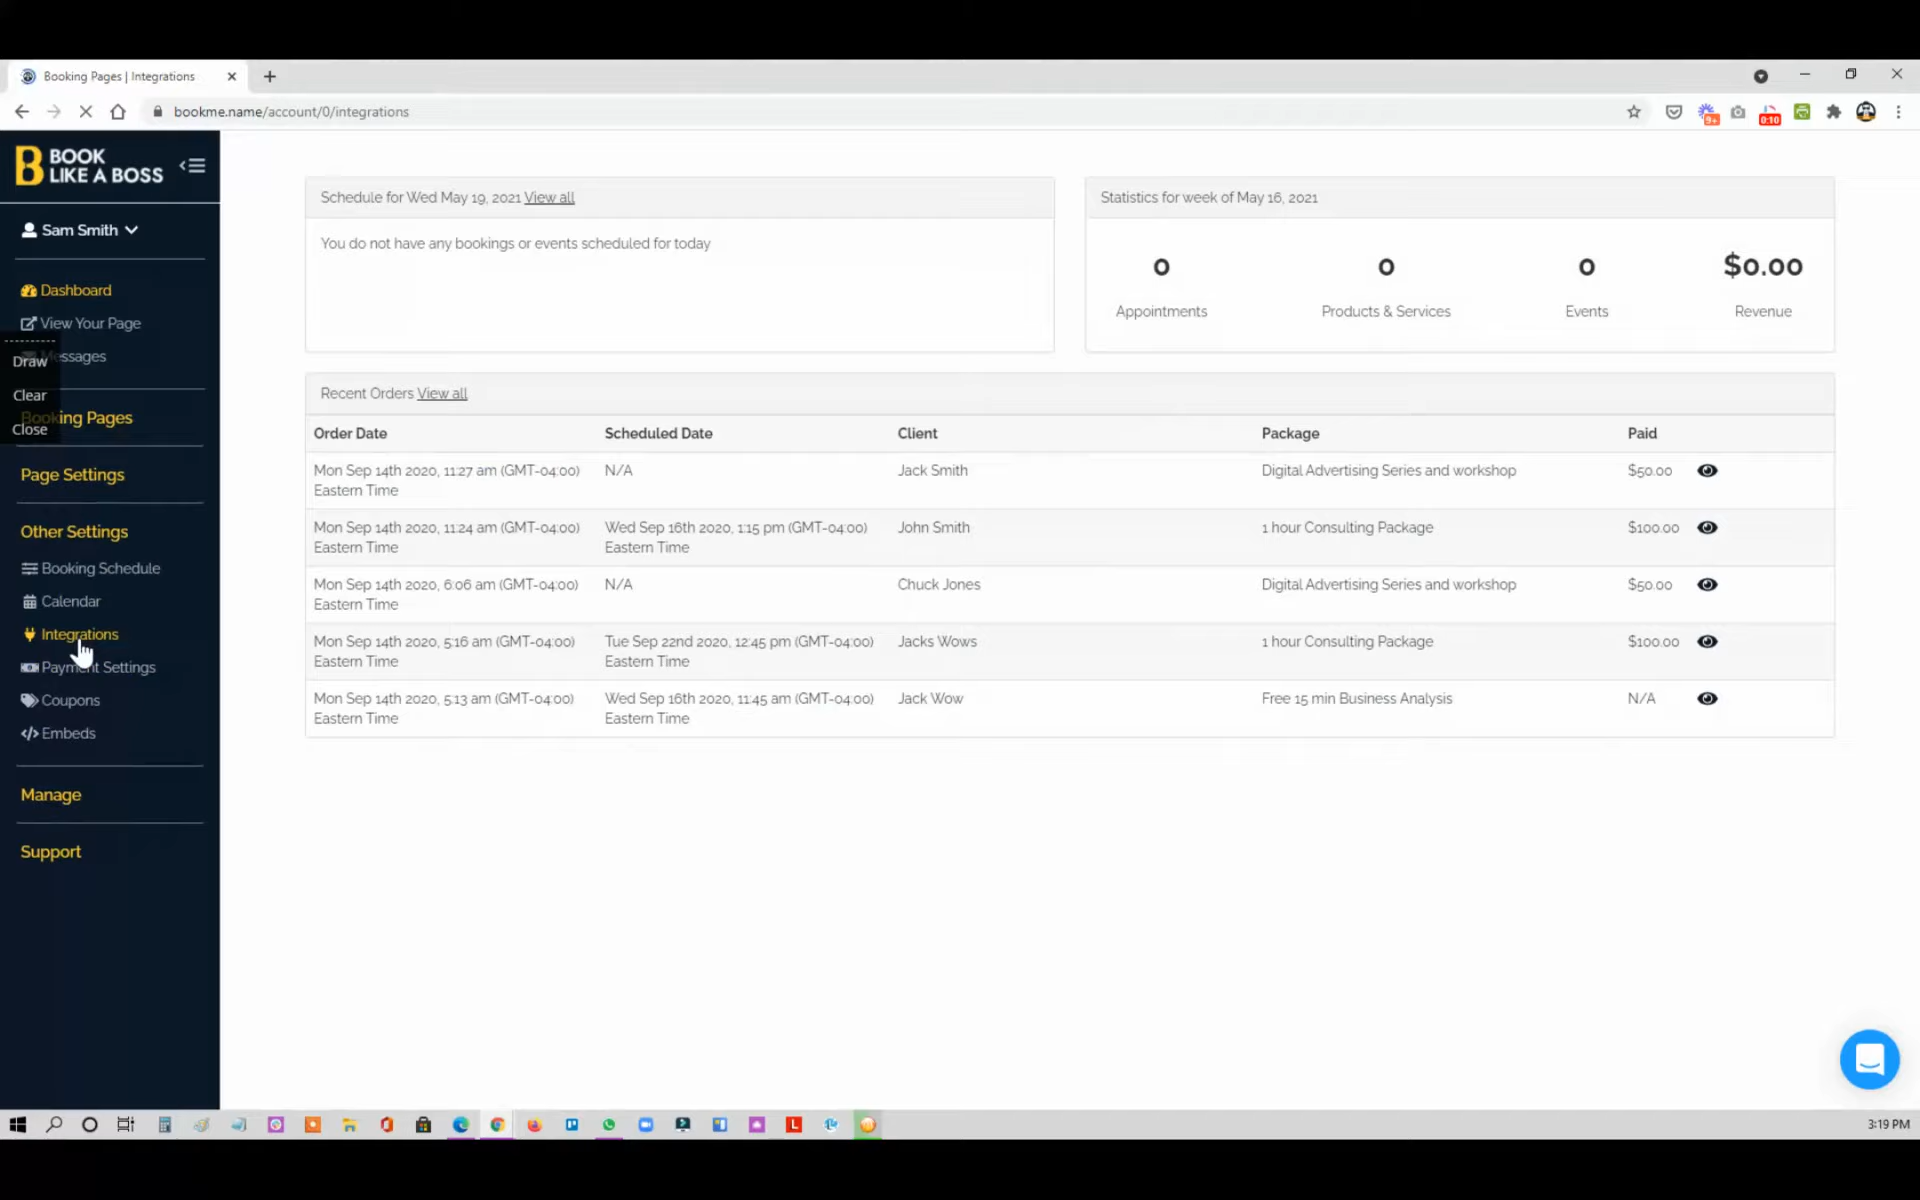 Booking Pages | Integrations
bookme.name/account/0/integrations
9+
0:10
BOOK
LIKE A BOSS
Sam Smith
Dashboard
View Your Page
Messages
Draw
Clear
Booking Pages
Close
Page Settings
Other Settings
Booking Schedule
Calendar
Integrations
Payment Settings
Coupons
Embeds
Manage
Support
Schedule for Wed May 19, 2021 View all
You do not have any bookings or events scheduled for today
Statistics for week of May 16, 2021
0 0 0 $0.00
Appointments Products & Services Events Revenue
Recent Orders View all
Order Date Scheduled Date Client Package Paid
Mon Sep 14th 2020, 11:27 am (GMT-04:00) N/A Jack Smith Digital Advertising Series and workshop $50.00
Eastern Time
Mon Sep 14th 2020, 11:24 am (GMT-04:00) Wed Sep 16th 2020, 1:15 pm (GMT-04:00) John Smith 1 hour Consulting Package $100.00
Eastern Time Eastern Time
Mon Sep 14th 2020, 6:06 am (GMT-04:00) N/A Chuck Jones Digital Advertising Series and workshop $50.00
Eastern Time
Mon Sep 14th 2020, 5:16 am (GMT-04:00) Tue Sep 22nd 2020, 12:45 pm (GMT-04:00) Jacks Wows 1 hour Consulting Package $100.00
Eastern Time Eastern Time
Mon Sep 14th 2020, 5:13 am (GMT-04:00) Wed Sep 16th 2020, 11:45 am (GMT-04:00) Jack Wow Free 15 min Business Analysis N/A
Eastern Time Eastern Time
L
3:19 PM